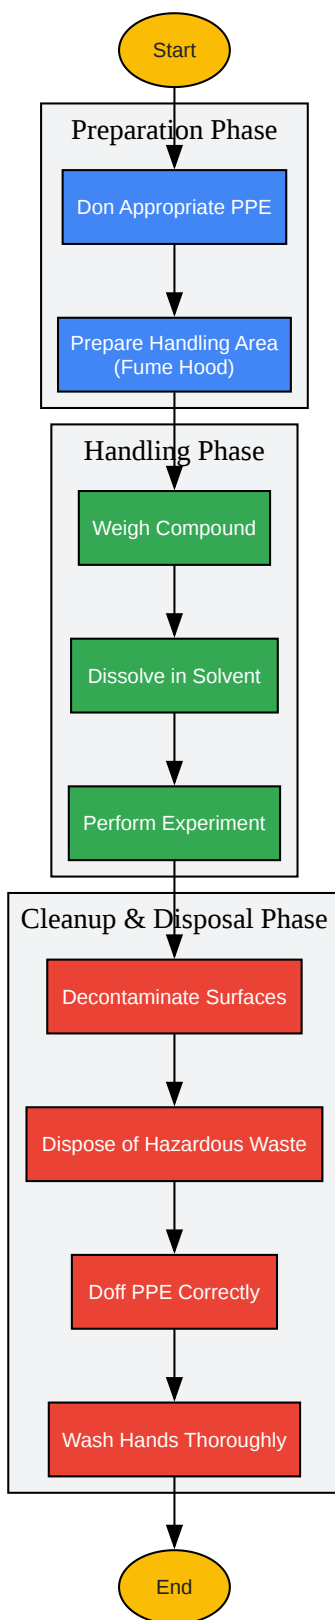 Start
Preparation Phase
Don Appropriate PPE
Prepare Handling Area
(Fume Hood)
Handling Phase
Weigh Compound
Dissolve in Solvent
Perform Experiment
Cleanup & Disposal Phase
Decontaminate Surfaces
Dispose of Hazardous Waste
Doff PPE Correctly
Wash Hands Thoroughly
End